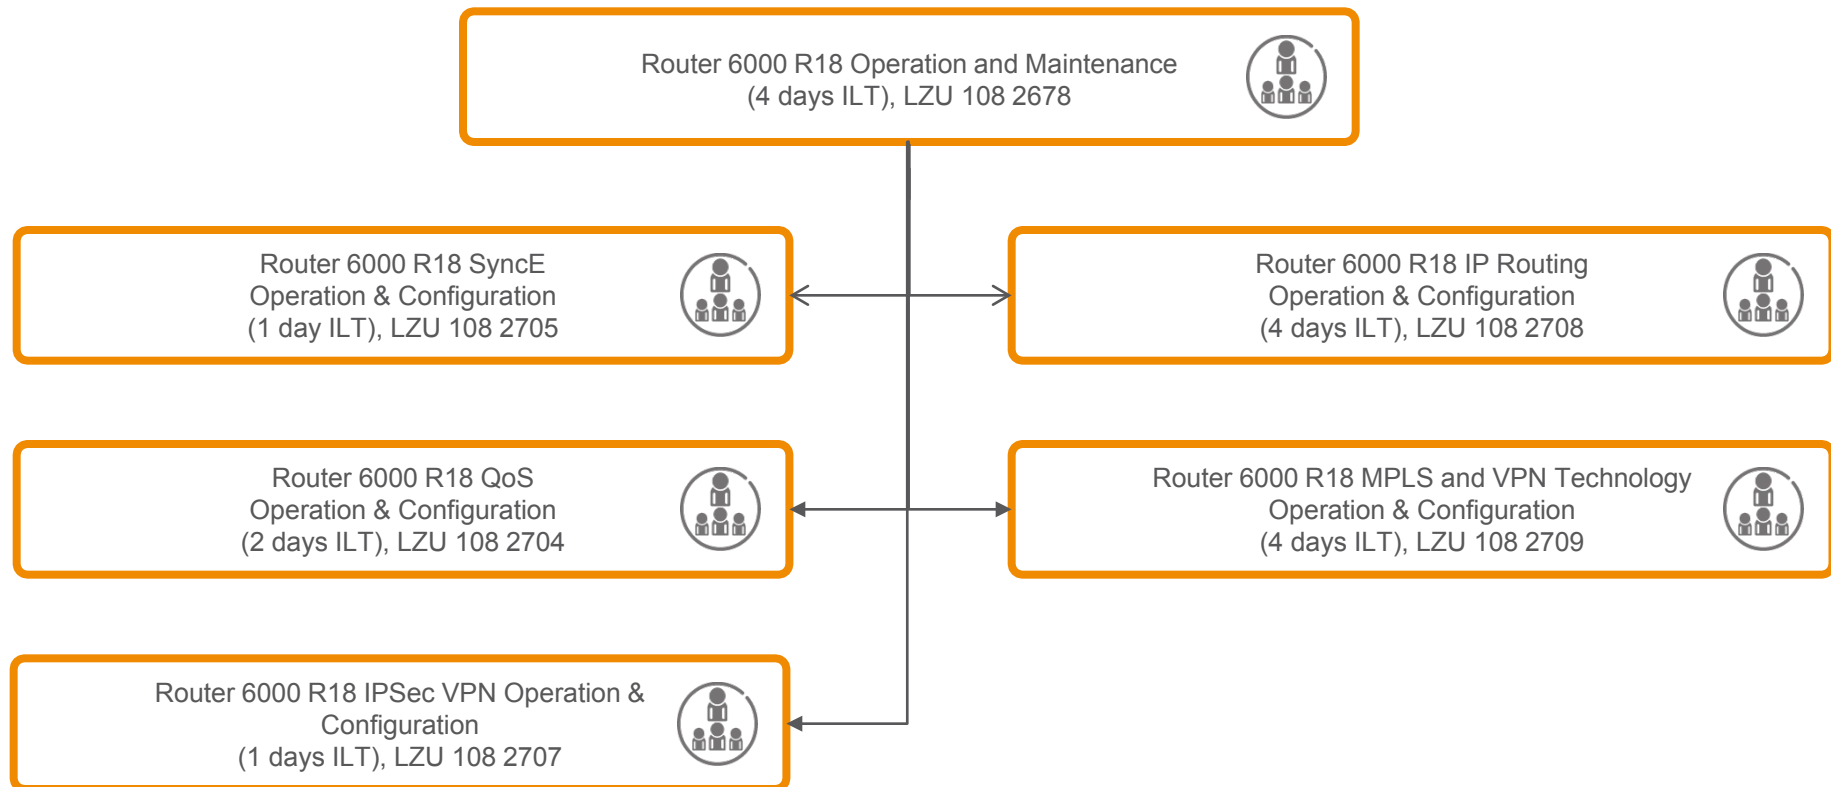 Router 6000 R18 Operation and Maintenance
(4 days ILT), LZU 108 2678
Router 6000 R18 SyncE
Operation & Configuration
(1 day ILT), LZU 108 2705
Router 6000 R18 IP Routing
Operation & Configuration
(4 days ILT), LZU 108 2708
Router 6000 R18 QoS
Operation & Configuration
(2 days ILT), LZU 108 2704
Router 6000 R18 MPLS and VPN Technology
Operation & Configuration
(4 days ILT), LZU 108 2709
Router 6000 R18 IPSec VPN Operation &
Configuration
(1 days ILT), LZU 108 2707